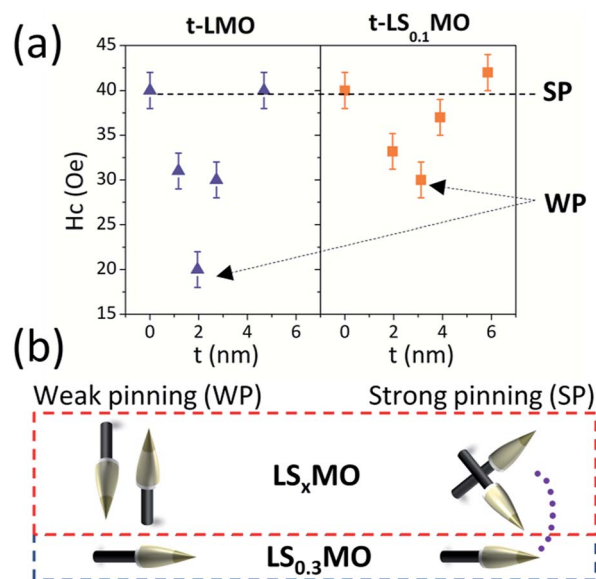 (a)
t-LMO
t-LS0.1MO
45
40
35
30
25
20
15
Hc (Oe)
SP
WP
0 2 4 6 0 2 4 6
t (nm) t (nm)
(b)
Weak pinning (WP) Strong pinning (SP)
LSxMO
LS0.3MO